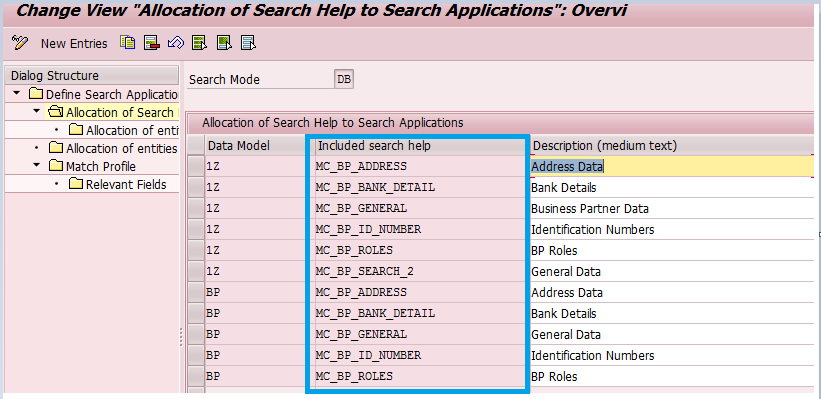 Change View "Allocation of Search Help to Search Applications": Overvi
New Entries
Dialog Structure
Define Search Applicatio
Allocation of Search
Allocation of enti
Allocation of entities
Match Profile
Relevant Fields
Search Mode DB
Allocation of Search Help to Search Applications
Data Model Included search help Description (medium text)
1Z MC_BP_ADDRESS Address Data
1Z MC_BP_BANK_DETAIL Bank Details
1Z MC_BP_GENERAL Business Partner Data
1Z MC_BP_ID_NUMBER Identification Numbers
1Z MC_BP_ROLES BP Roles
1Z MC_BP_SEARCH_2 General Data
BP MC_BP_ADDRESS Address Data
BP MC_BP_BANK_DETAIL Bank Details
BP MC_BP_GENERAL General Data
BP MC_BP_ID_NUMBER Identification Numbers
BP MC_BP_ROLES BP Roles